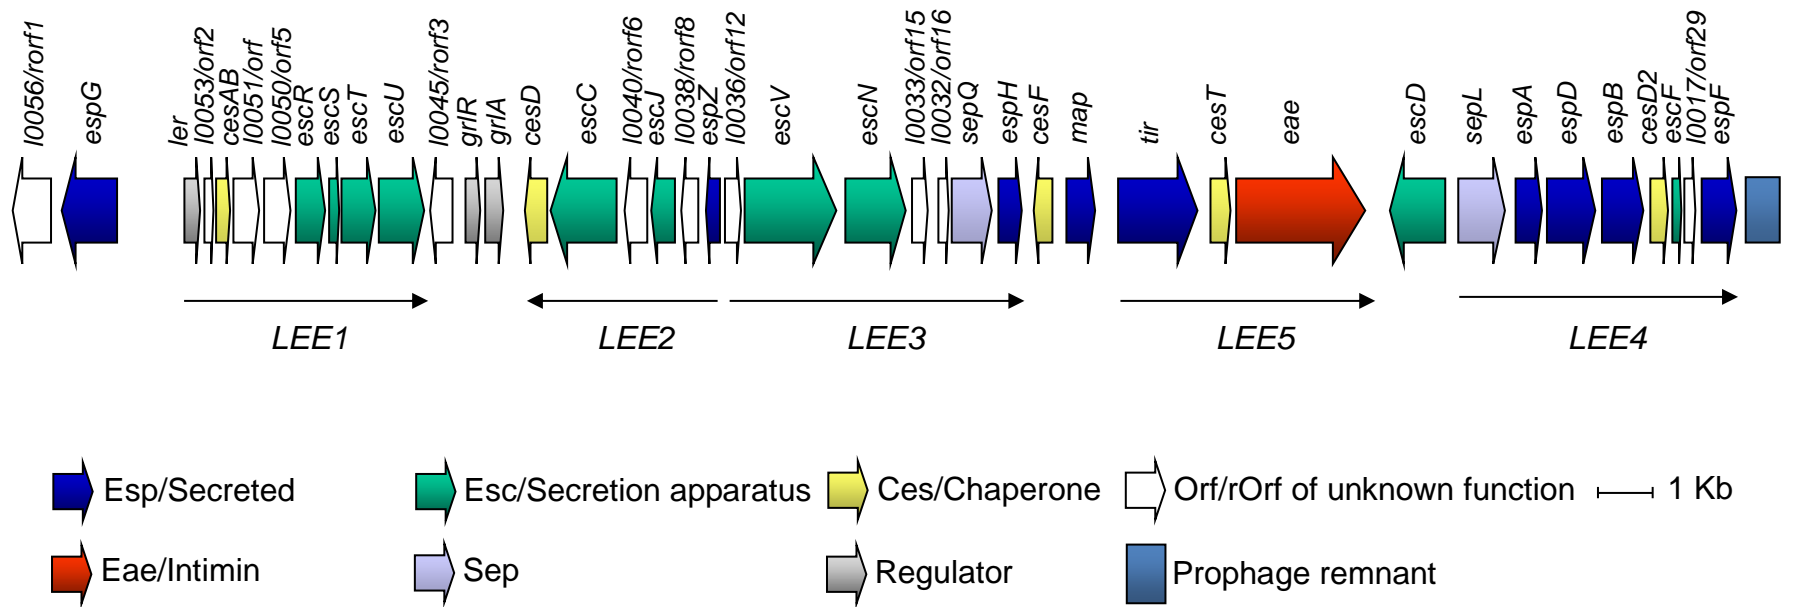 l0056/rorf1
espG
ler
l0053/orf2
cesAB
l0051/orf
l0050/orf5
escR
escS
escT
escU
l0045/rorf3
grlR
grlA
cesD
escC
l0040/rorf6
escJ
l0038/rorf8
espZ
l0036/orf12
escV
escN
l0033/orf15
l0032/orf16
sepQ
espH
cesF
map
tir
cesT
eae
escD
sepL
espA
espD
espB
cesD2
escF
l0017/orf29
espF
LEE1
LEE2
LEE3
LEE5
LEE4
Esp/Secreted
Esc/Secretion apparatus
Ces/Chaperone
Orf/rOrf of unknown function
1 Kb
Eae/Intimin
Sep
Regulator
Prophage remnant